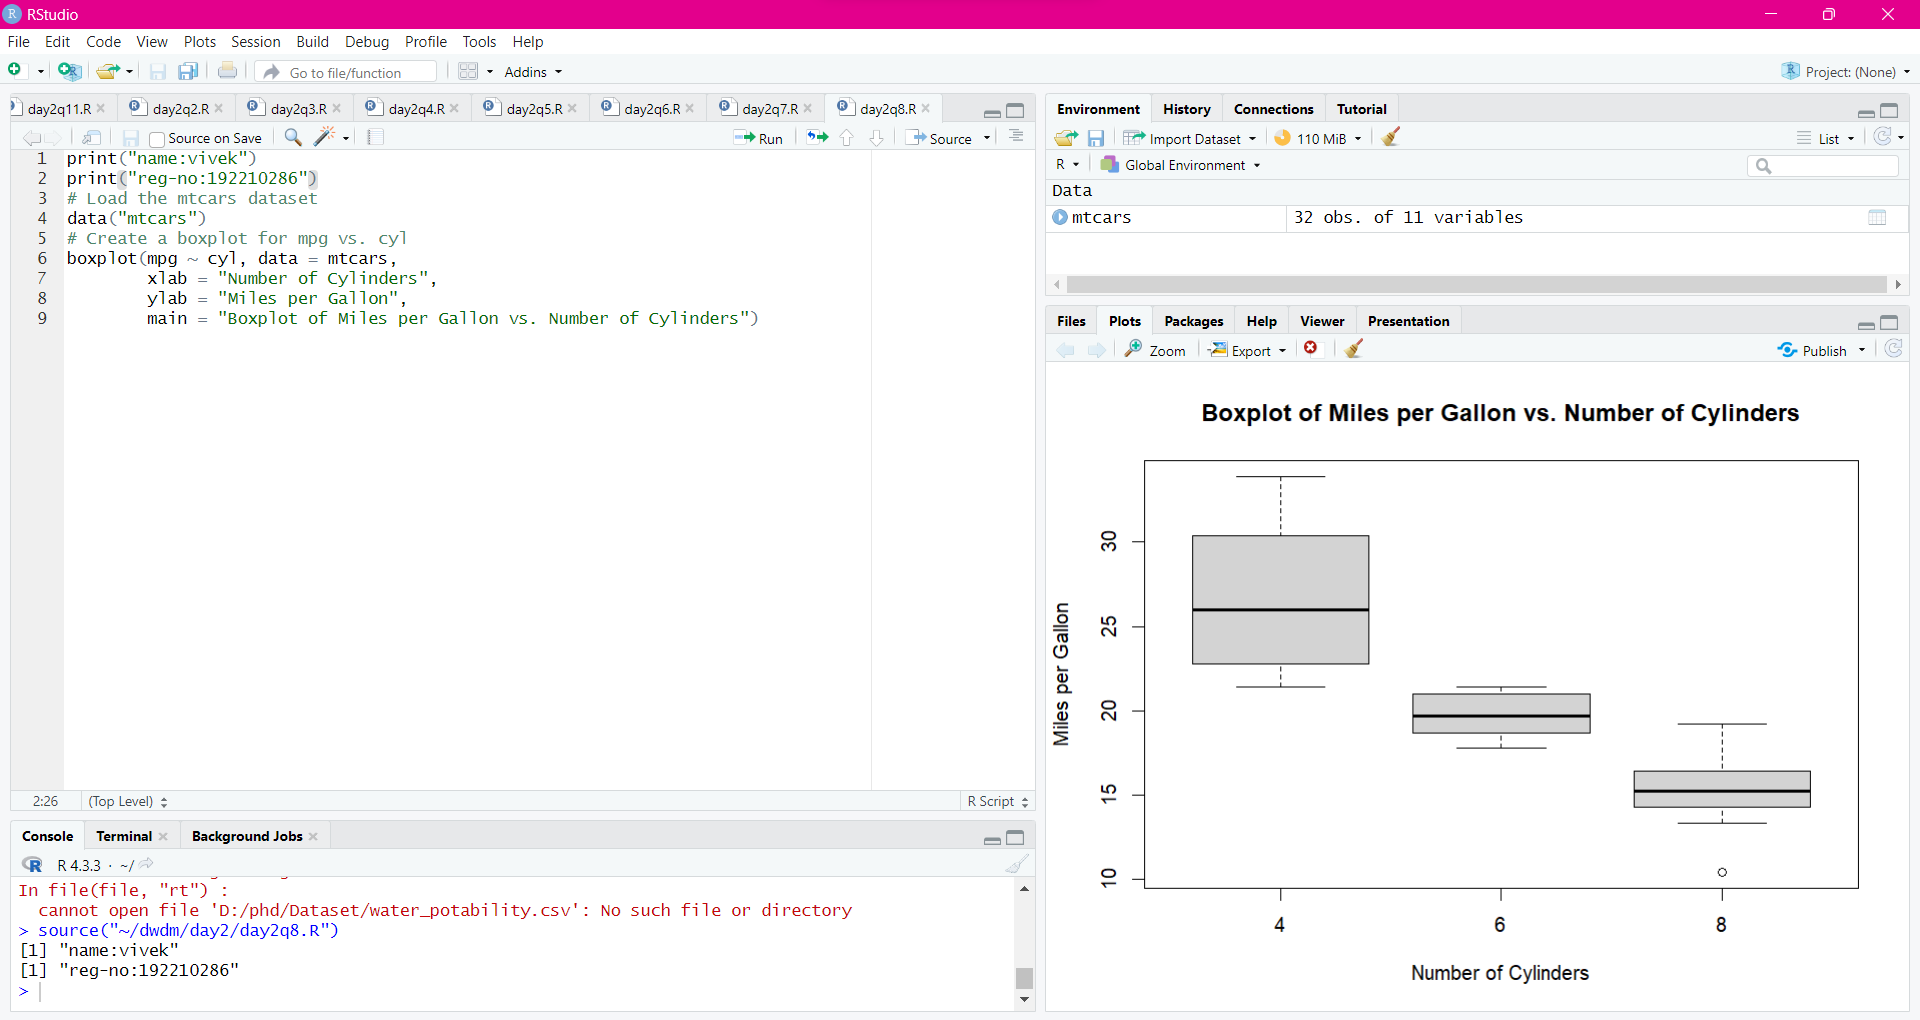 RStudio
File Edit Code View Plots Session Build Debug Profile Tools Help
Go to file/function Addins Project: (None)
day2q11.R day2q2.R day2q3.R day2q4.R day2q5.R day2q6.R day2q7.R day2q8.R
Source on Save Run Source
1 print("name:vivek")
2 print("reg-no:192210286")
3 # Load the mtcars dataset
4 data("mtcars")
5 # Create a boxplot for mpg vs. cyl
6 boxplot(mpg ~ cyl, data = mtcars,
7 xlab = "Number of Cylinders",
8 ylab = "Miles per Gallon",
9 main = "Boxplot of Miles per Gallon vs. Number of Cylinders")
2:26 (Top Level) R Script
Console Terminal Background Jobs
R 4.3.3 · ~/
In file(file, "rt") :
cannot open file 'D:/phd/Dataset/water_potability.csv': No such file or directory
> source("~/dwdm/day2/day2q8.R")
[1] "name:vivek"
[1] "reg-no:192210286"
>
Environment History Connections Tutorial
Import Dataset 110 MiB List
R Global Environment
Data
mtcars 32 obs. of 11 variables
Files Plots Packages Help Viewer Presentation
Zoom Export Publish
Boxplot of Miles per Gallon vs. Number of Cylinders
Miles per Gallon
30
25
20
15
10
4 6 8
Number of Cylinders